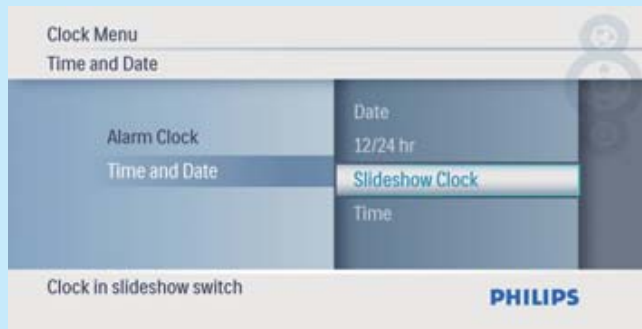 Clock Menu
Time and Date
Alarm Clock
Time and Date
Date
12/24 hr
Slideshow Clock
Time
Clock in slideshow switch
PHILIPS